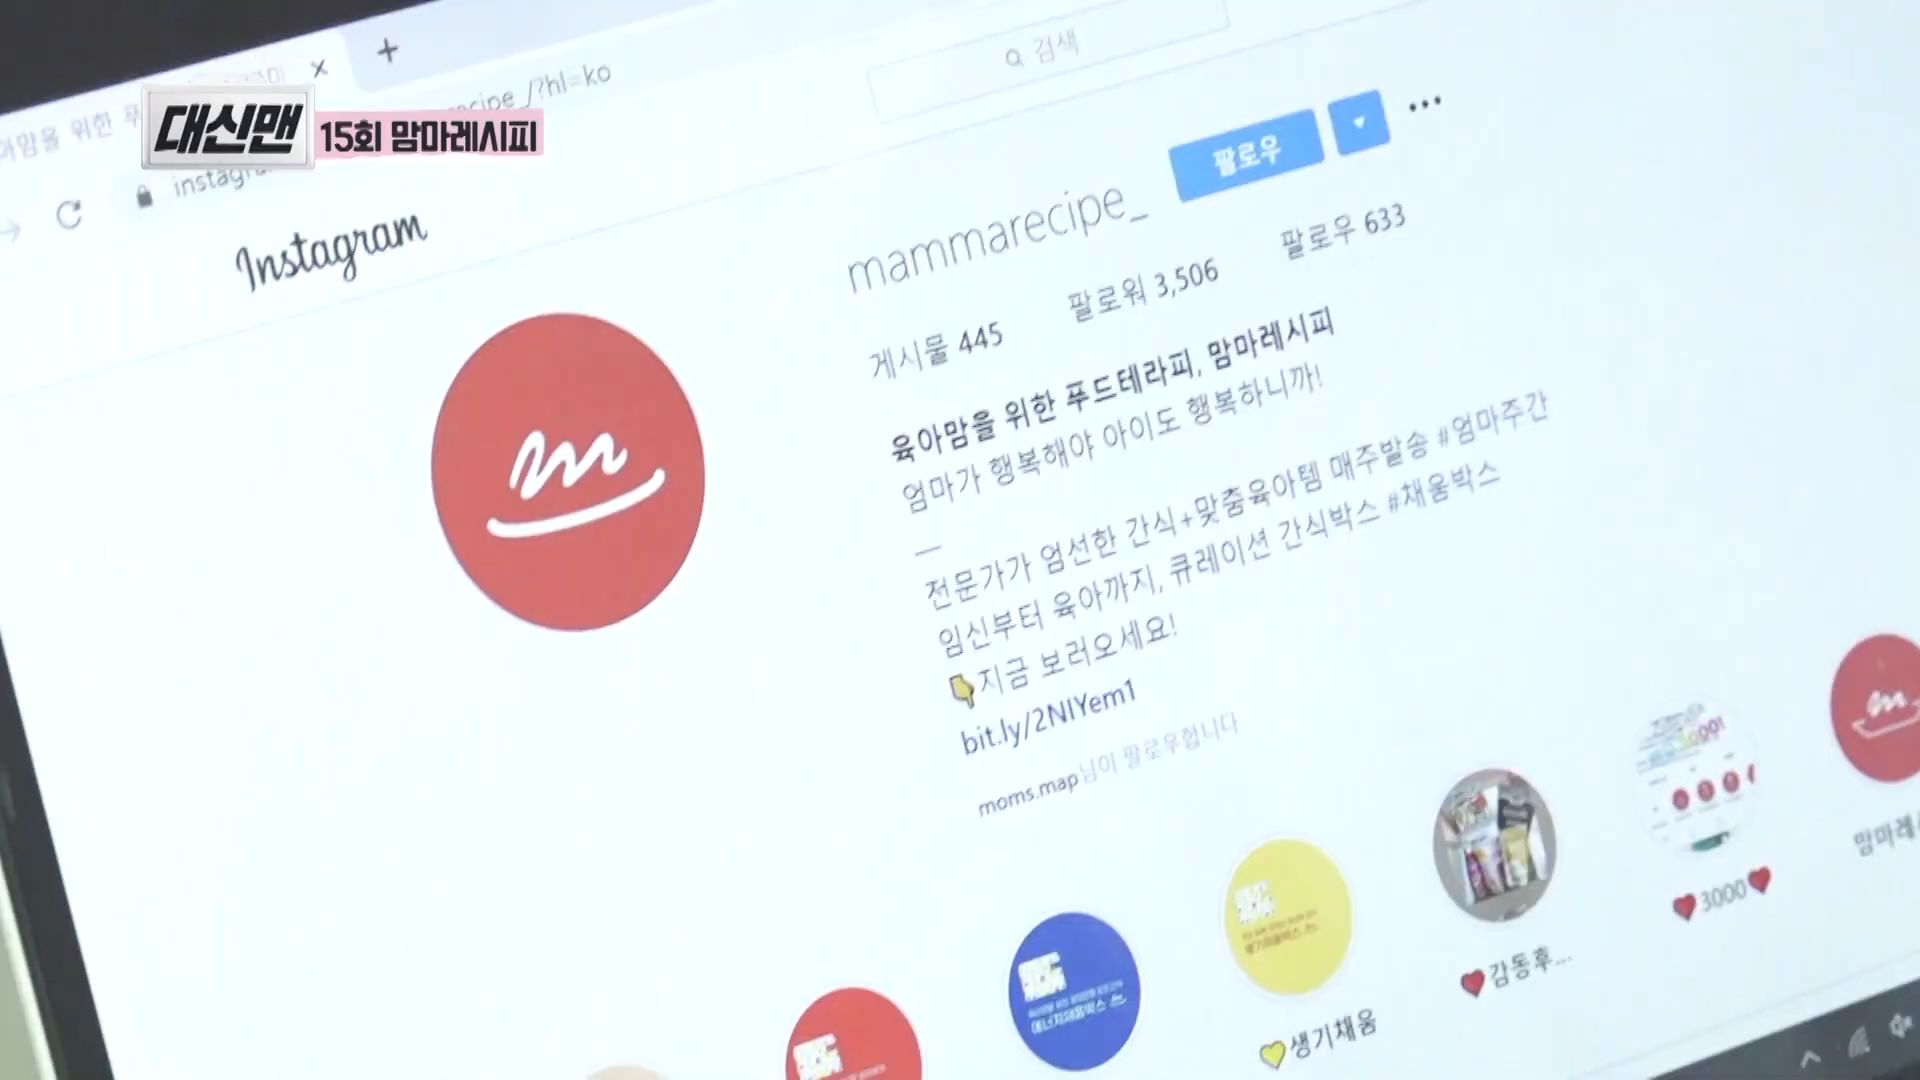 대신맨
15회 맘마레시피
/?hl=ko
검색
Instagram
mammarecipe_
팔로우
게시물 445
팔로워 3,506
팔로우 633
육아맘을 위한 푸드테라피, 맘마레시피
엄마가 행복해야 아이도 행복하니까!
—
전문가가 엄선한 간식+맞춤육아템 매주발송 #엄마주간
임신부터 육아까지, 큐레이션 간식박스 #채움박스
👇지금 보러오세요!
bit.ly/2NIYem1
moms.map님이 팔로우합니다
💛생기채움
❤감동후...
❤3000❤